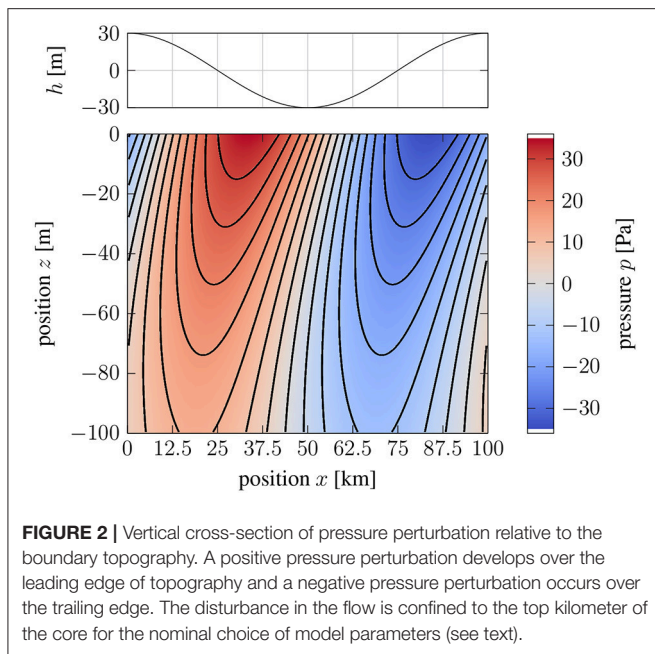 30
0
−30
h [m]
0
−20
−40
−60
−80
−100
position z [m]
0 12.5 25 37.5 50 62.5 75 87.5 100
position x [km]
30
20
10
0
−10
−20
−30
pressure p [Pa]
FIGURE 2 | Vertical cross-section of pressure perturbation relative to the
boundary topography. A positive pressure perturbation develops over the
leading edge of topography and a negative pressure perturbation occurs over
the trailing edge. The disturbance in the flow is confined to the top kilometer of
the core for the nominal choice of model parameters (see text).